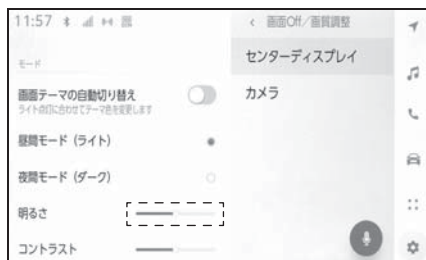 11:57
モード
画面テーマの自動切り替え
ライトの灯に合わせてテーマ色を変更します
昼間モード（ライト）
夜間モード（ダーク）
明るさ
コントラスト
＜ 画面Off／画質調整
センターディスプレイ
カメラ